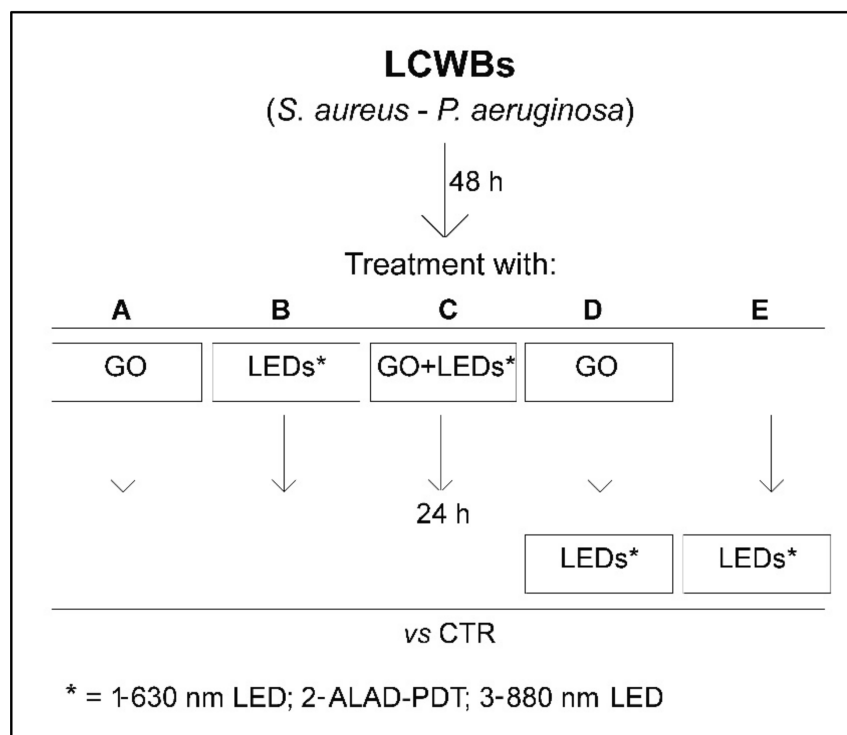 LCWBs
(S. aureus - P. aeruginosa)
48 h
Treatment with:
A B C D E
GO LEDs* GO+LEDs* GO
24 h
LEDs* LEDs*
vs CTR
* = 1-630 nm LED; 2-ALAD-PDT; 3-880 nm LED